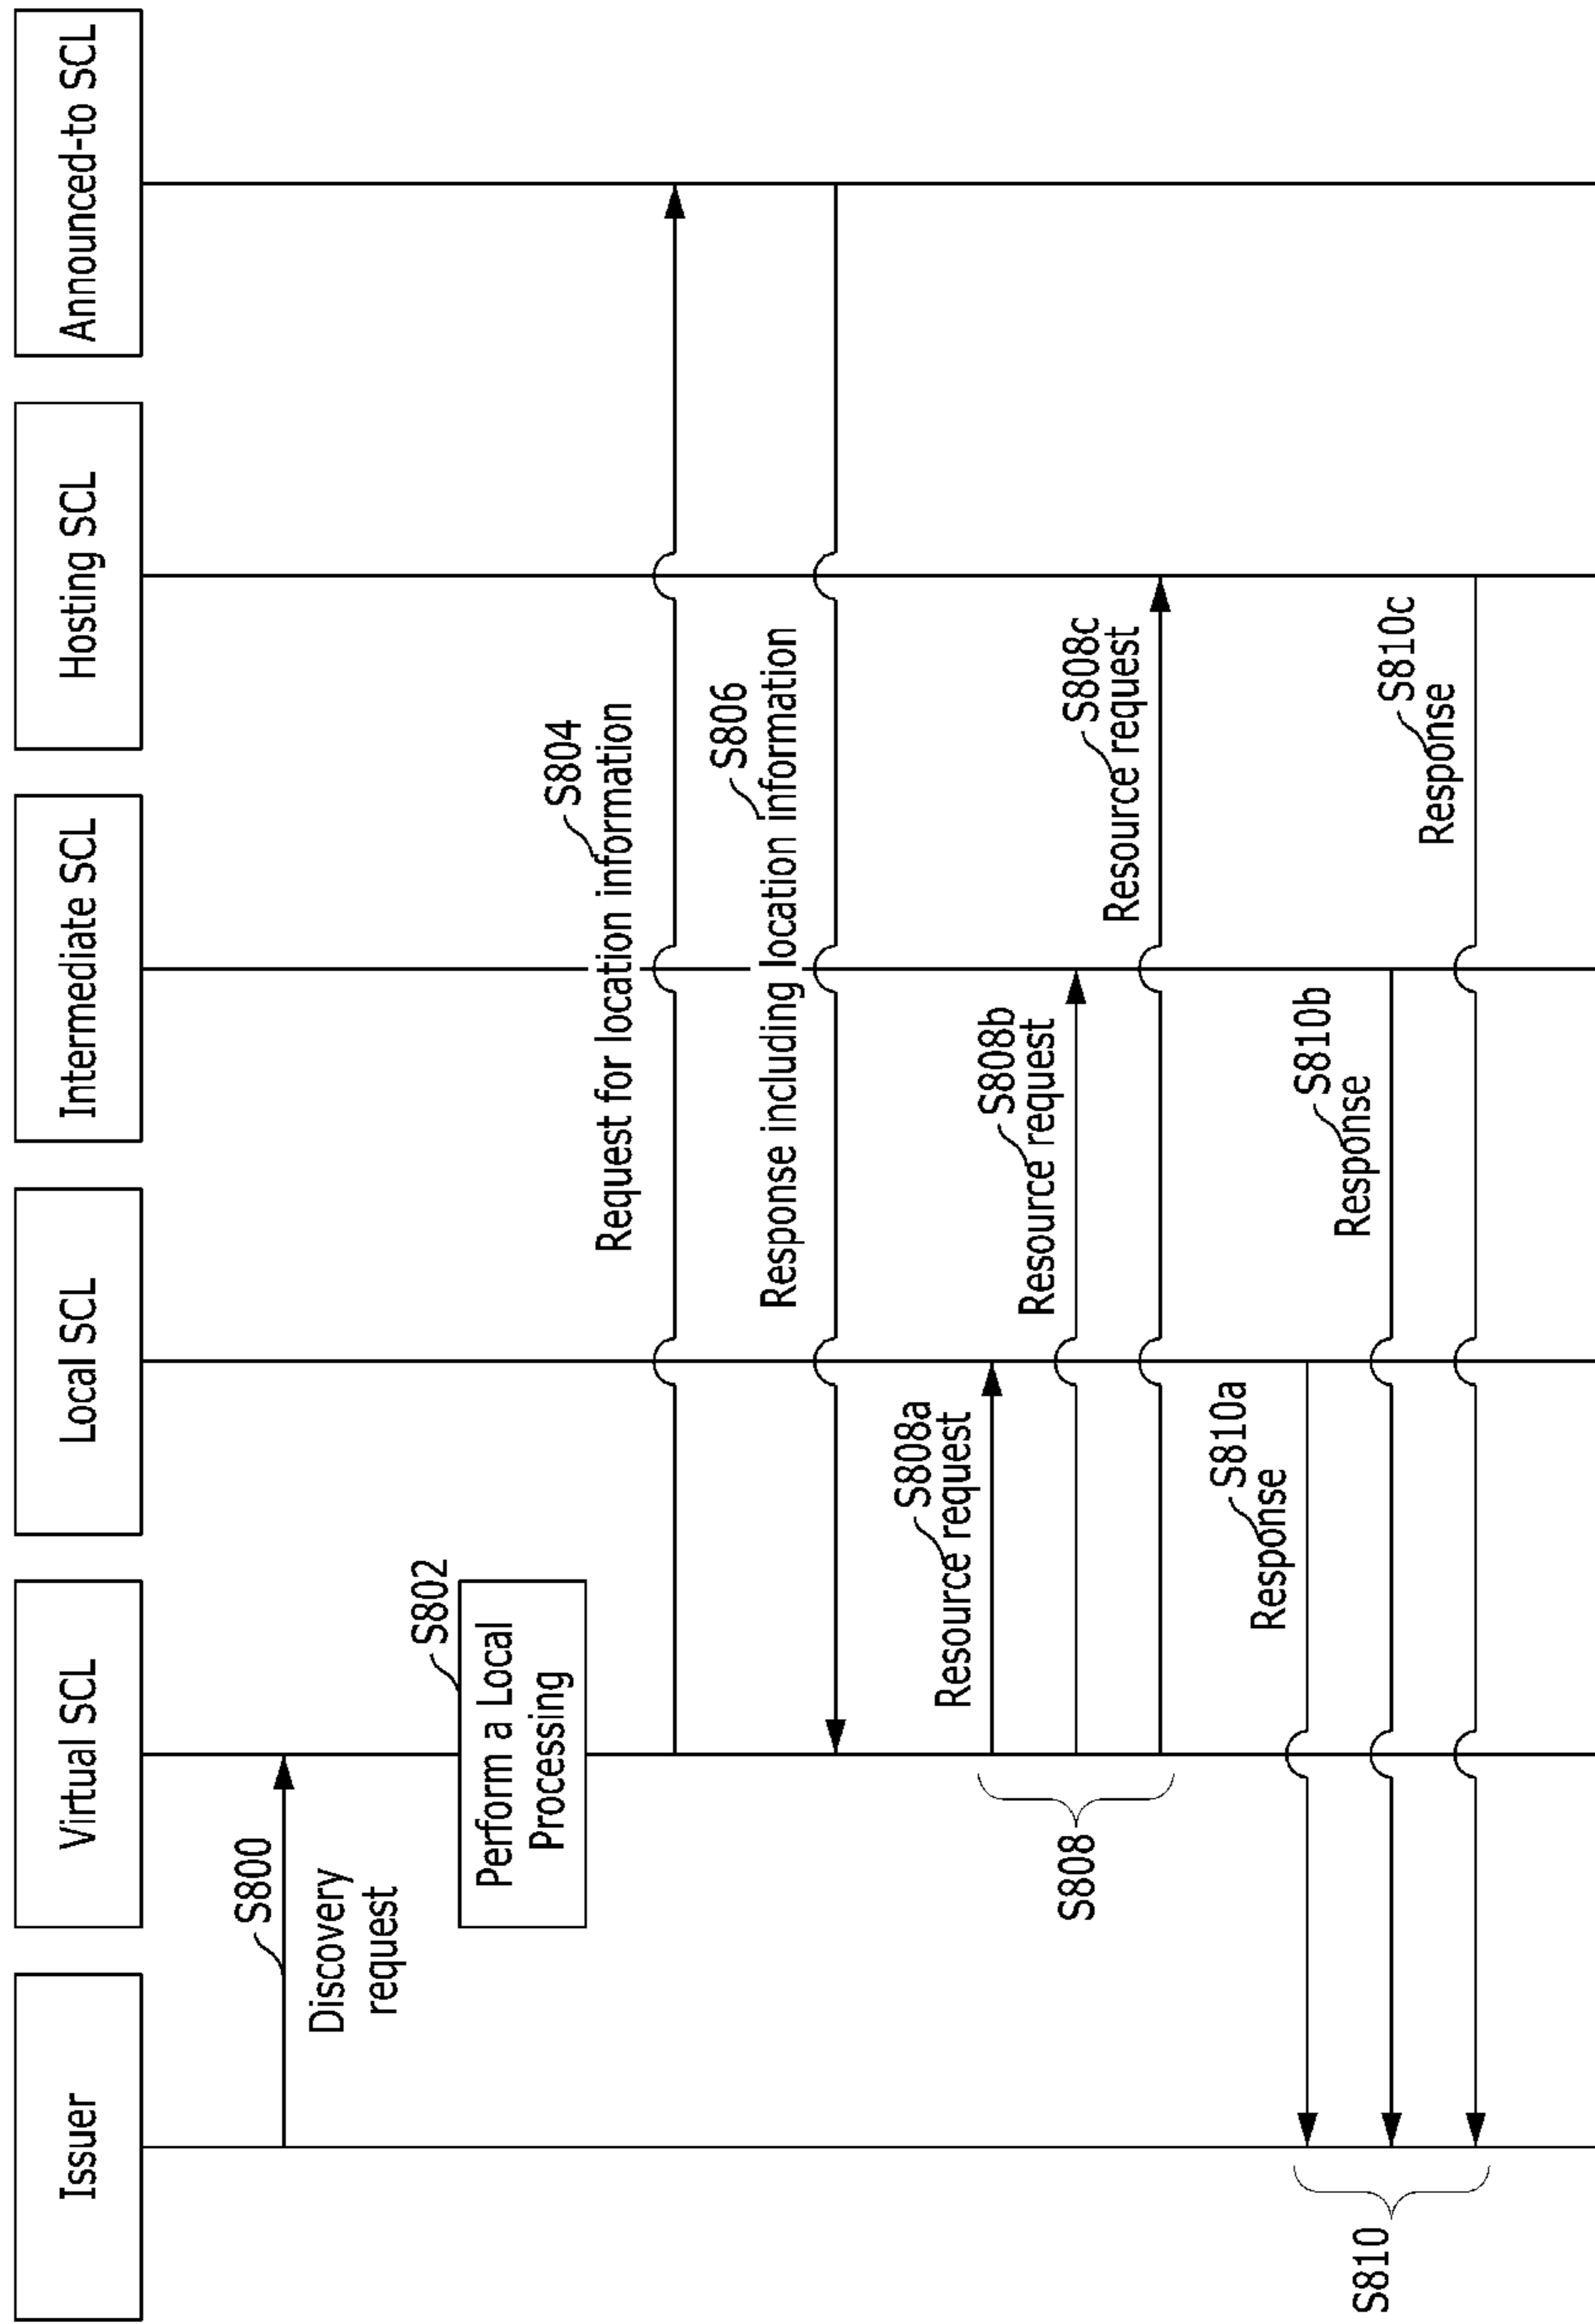 Issuer
Virtual SCL
Local SCL
Intermediate SCL
Hosting SCL
Announced-to SCL
S800
Discovery
request
S802
Perform a Local
Processing
S804
Request for location information
S806
Response including location information
S808a
Resource request
S808b
Resource request
S808c
Resource request
S808
S810a
Response
S810b
Response
S810c
Response
S810